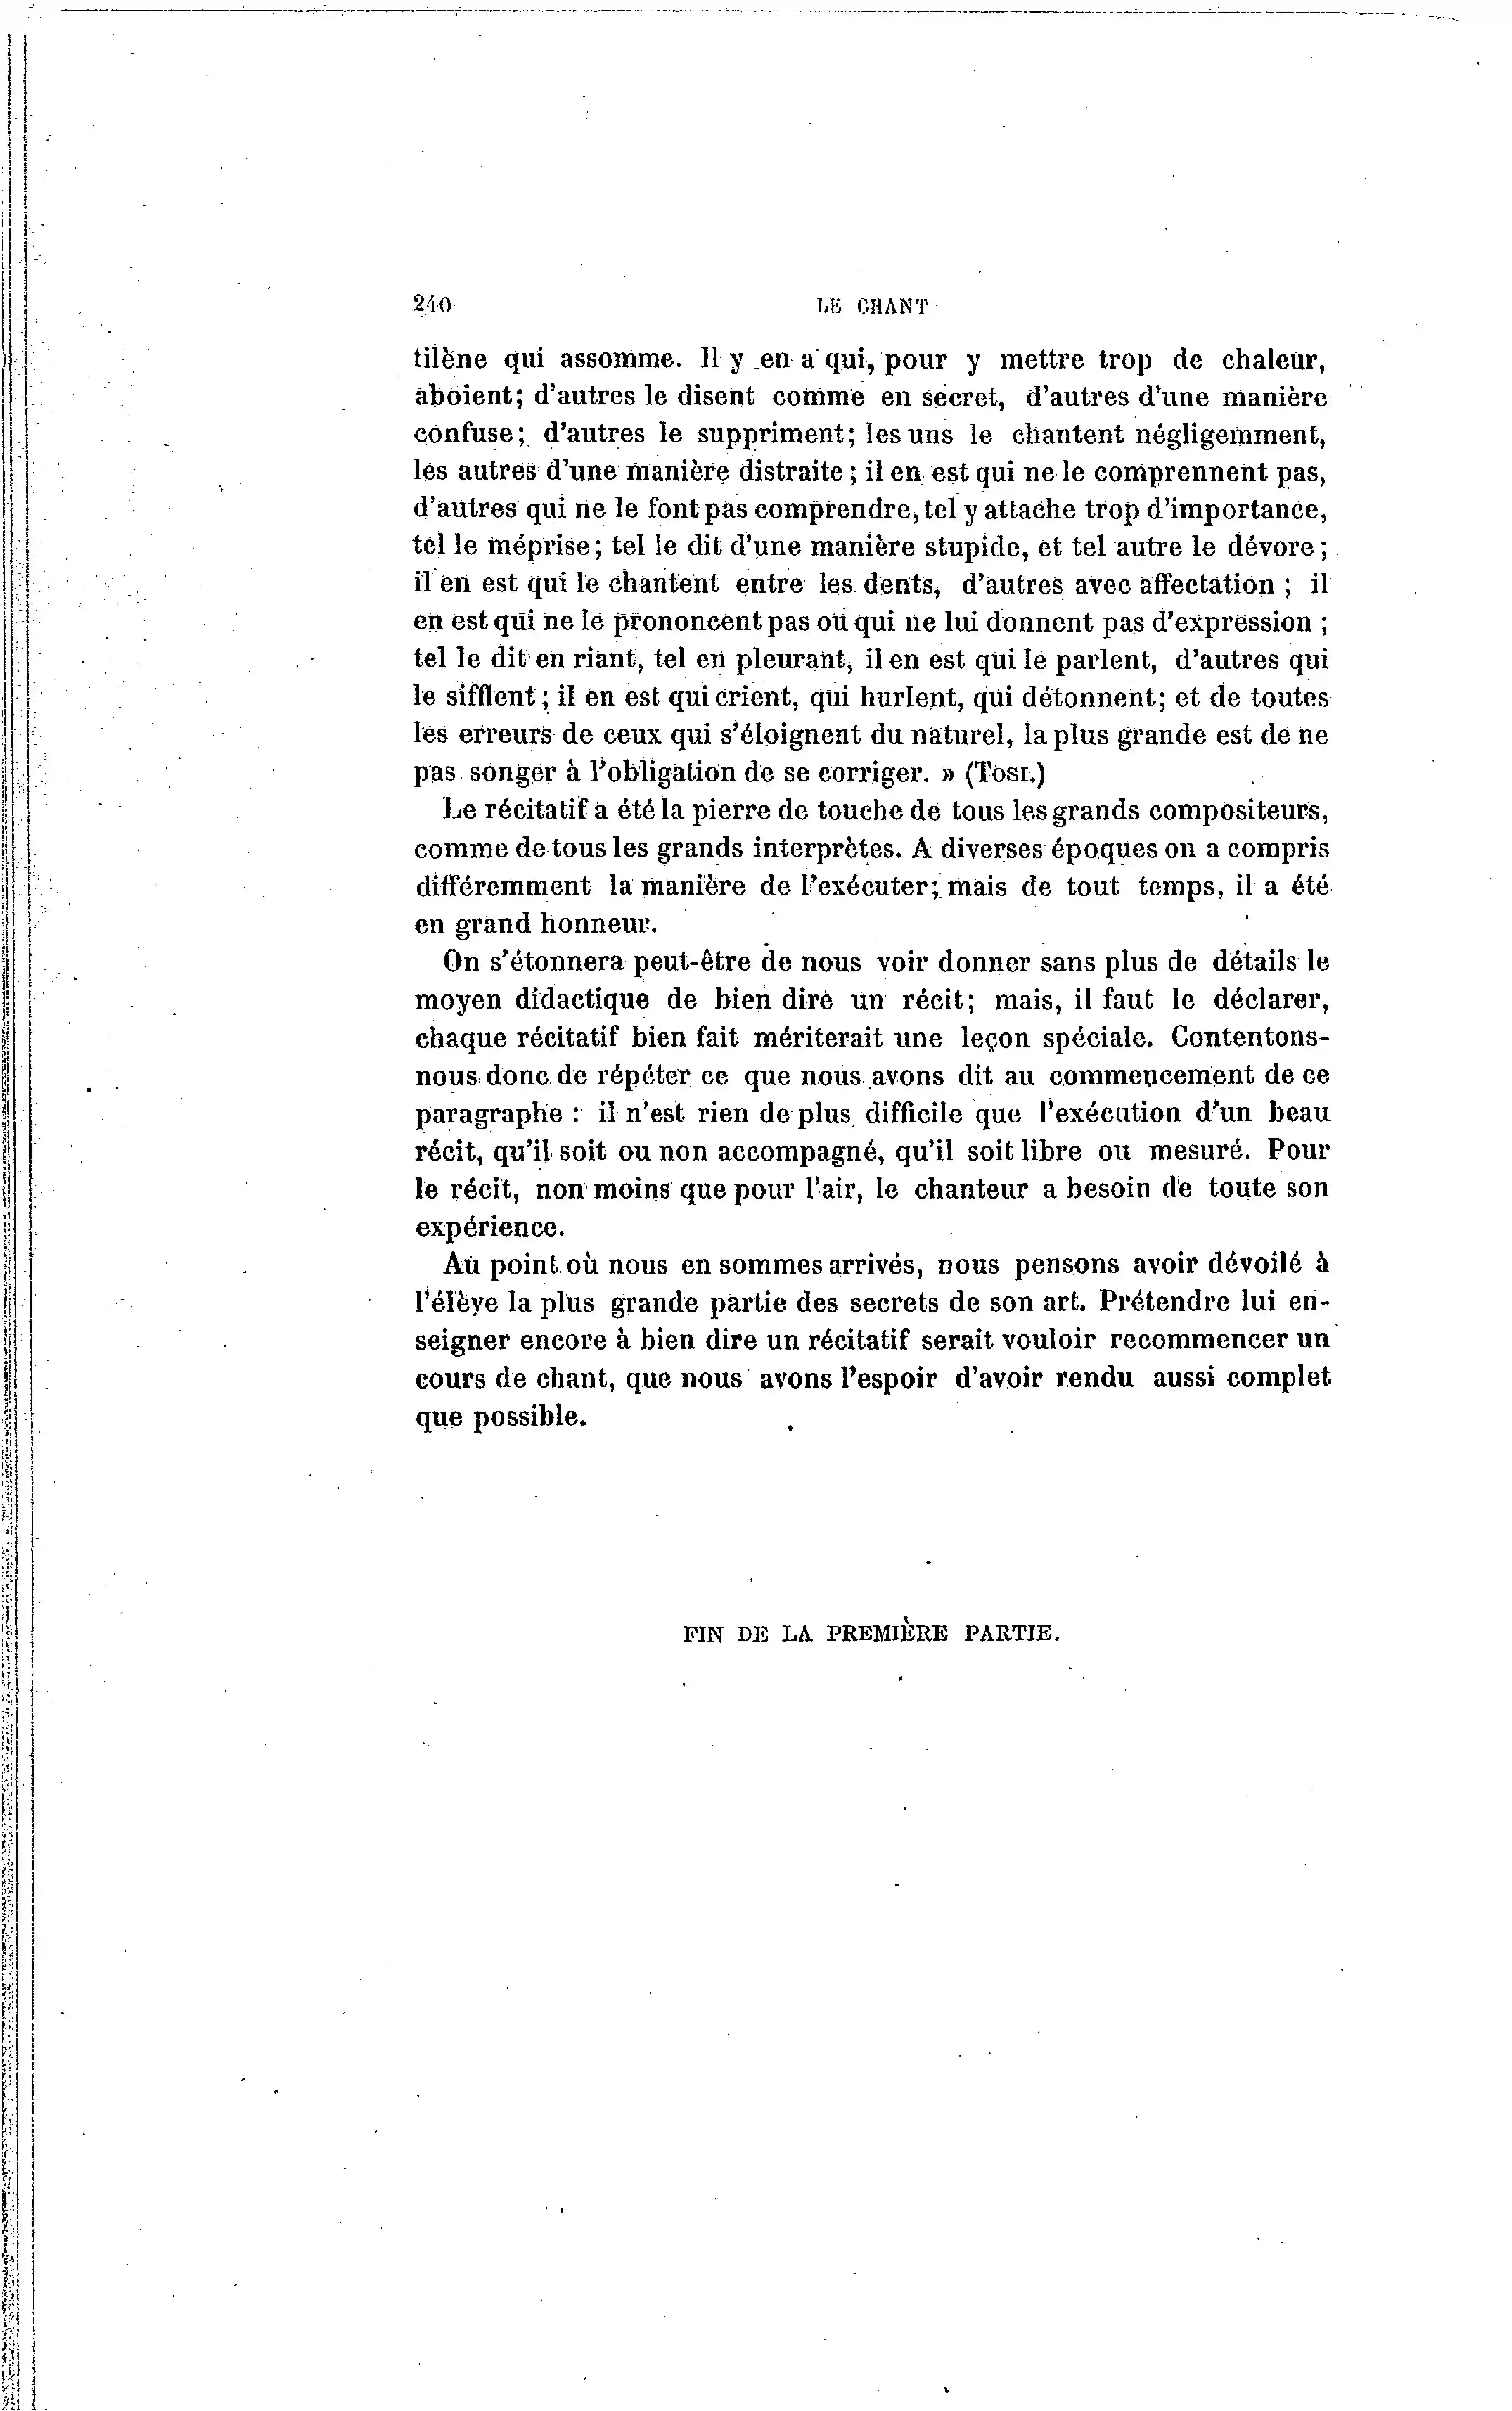 240 LE CHANT
tilène qui assomme. Il y en a qui, pour y mettre trop de chaleur,
aboient; d'autres le disent comme en secret, d'autres d'une manière
confuse; d'autres le suppriment; les uns le chantent négligemment,
les autres d'une manière distraite; il en est qui ne le comprennent pas,
d'autres qui ne le font pas comprendre, tel y attache trop d'importance,
tel le méprise; tel le dit d'une manière stupide, et tel autre le dévore;
il en est qui le chantent entre les dents, d'autres avec affectation; il
en est qui ne le prononcent pas ou qui ne lui donnent pas d'expression;
tel le dit en riant, tel en pleurant, il en est qui le parlent, d'autres qui
le sifflent; il en est qui crient, qui hurlent, qui détonnent; et de toutes
les erreurs de ceux qui s'éloignent du naturel, la plus grande est de ne
pas songer à l'obligation de se corriger. » (TOSI.)
Le récitatif a été la pierre de touche de tous les grands compositeurs,
comme de tous les grands interprètes. A diverses époques on a compris
différemment la manière de l'exécuter; mais de tout temps, il a été
en grand honneur.
On s'étonnera peut-être de nous voir donner sans plus de détails le
moyen didactique de bien dire un récit; mais, il faut le déclarer,
chaque récitatif bien fait mériterait une leçon spéciale. Contentons-
nous donc de répéter ce que nous avons dit au commencement de ce
paragraphe : il n'est rien de plus difficile que l'exécution d'un beau
récit, qu'il soit ou non accompagné, qu'il soit libre ou mesuré. Pour
le récit, non moins que pour l'air, le chanteur a besoin de toute son
expérience.
Au point où nous en sommes arrivés, nous pensons avoir dévoilé à
l'élève la plus grande partie des secrets de son art. Prétendre lui en-
seigner encore à bien dire un récitatif serait vouloir recommencer un
cours de chant, que nous avons l'espoir d'avoir rendu aussi complet
que possible.
FIN DE LA PREMIÈRE PARTIE.